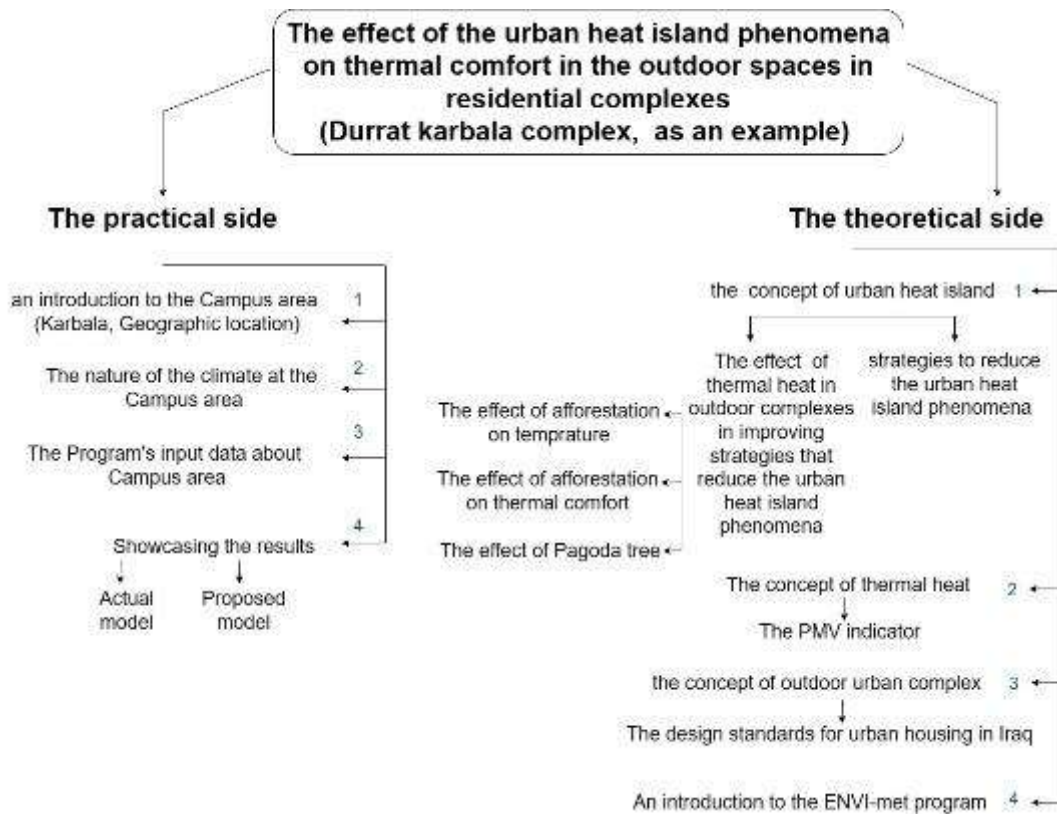 The effect of the urban heat island phenomena
on thermal comfort in the outdoor spaces in
residential complexes
(Durrat karbala complex, as an example)
The practical side
an introduction to the Campus area
(Karbala, Geographic location)
1
The nature of the climate at the
Campus area
2
The Program's input data about
Campus area
3
Showcasing the results
4
Actual
model
Proposed
model
The theoretical side
the concept of urban heat island
1
The effect of
thermal heat in
outdoor complexes
in improving
strategies that
reduce the urban
heat island
phenomena
strategies to reduce
the urban heat
island phenomena
The effect of afforestation
on temprature
The effect of afforestation
on thermal comfort
The effect of Pagoda tree
The concept of thermal heat
2
The PMV indicator
the concept of outdoor urban complex
3
The design standards for urban housing in Iraq
An introduction to the ENVI-met program
4